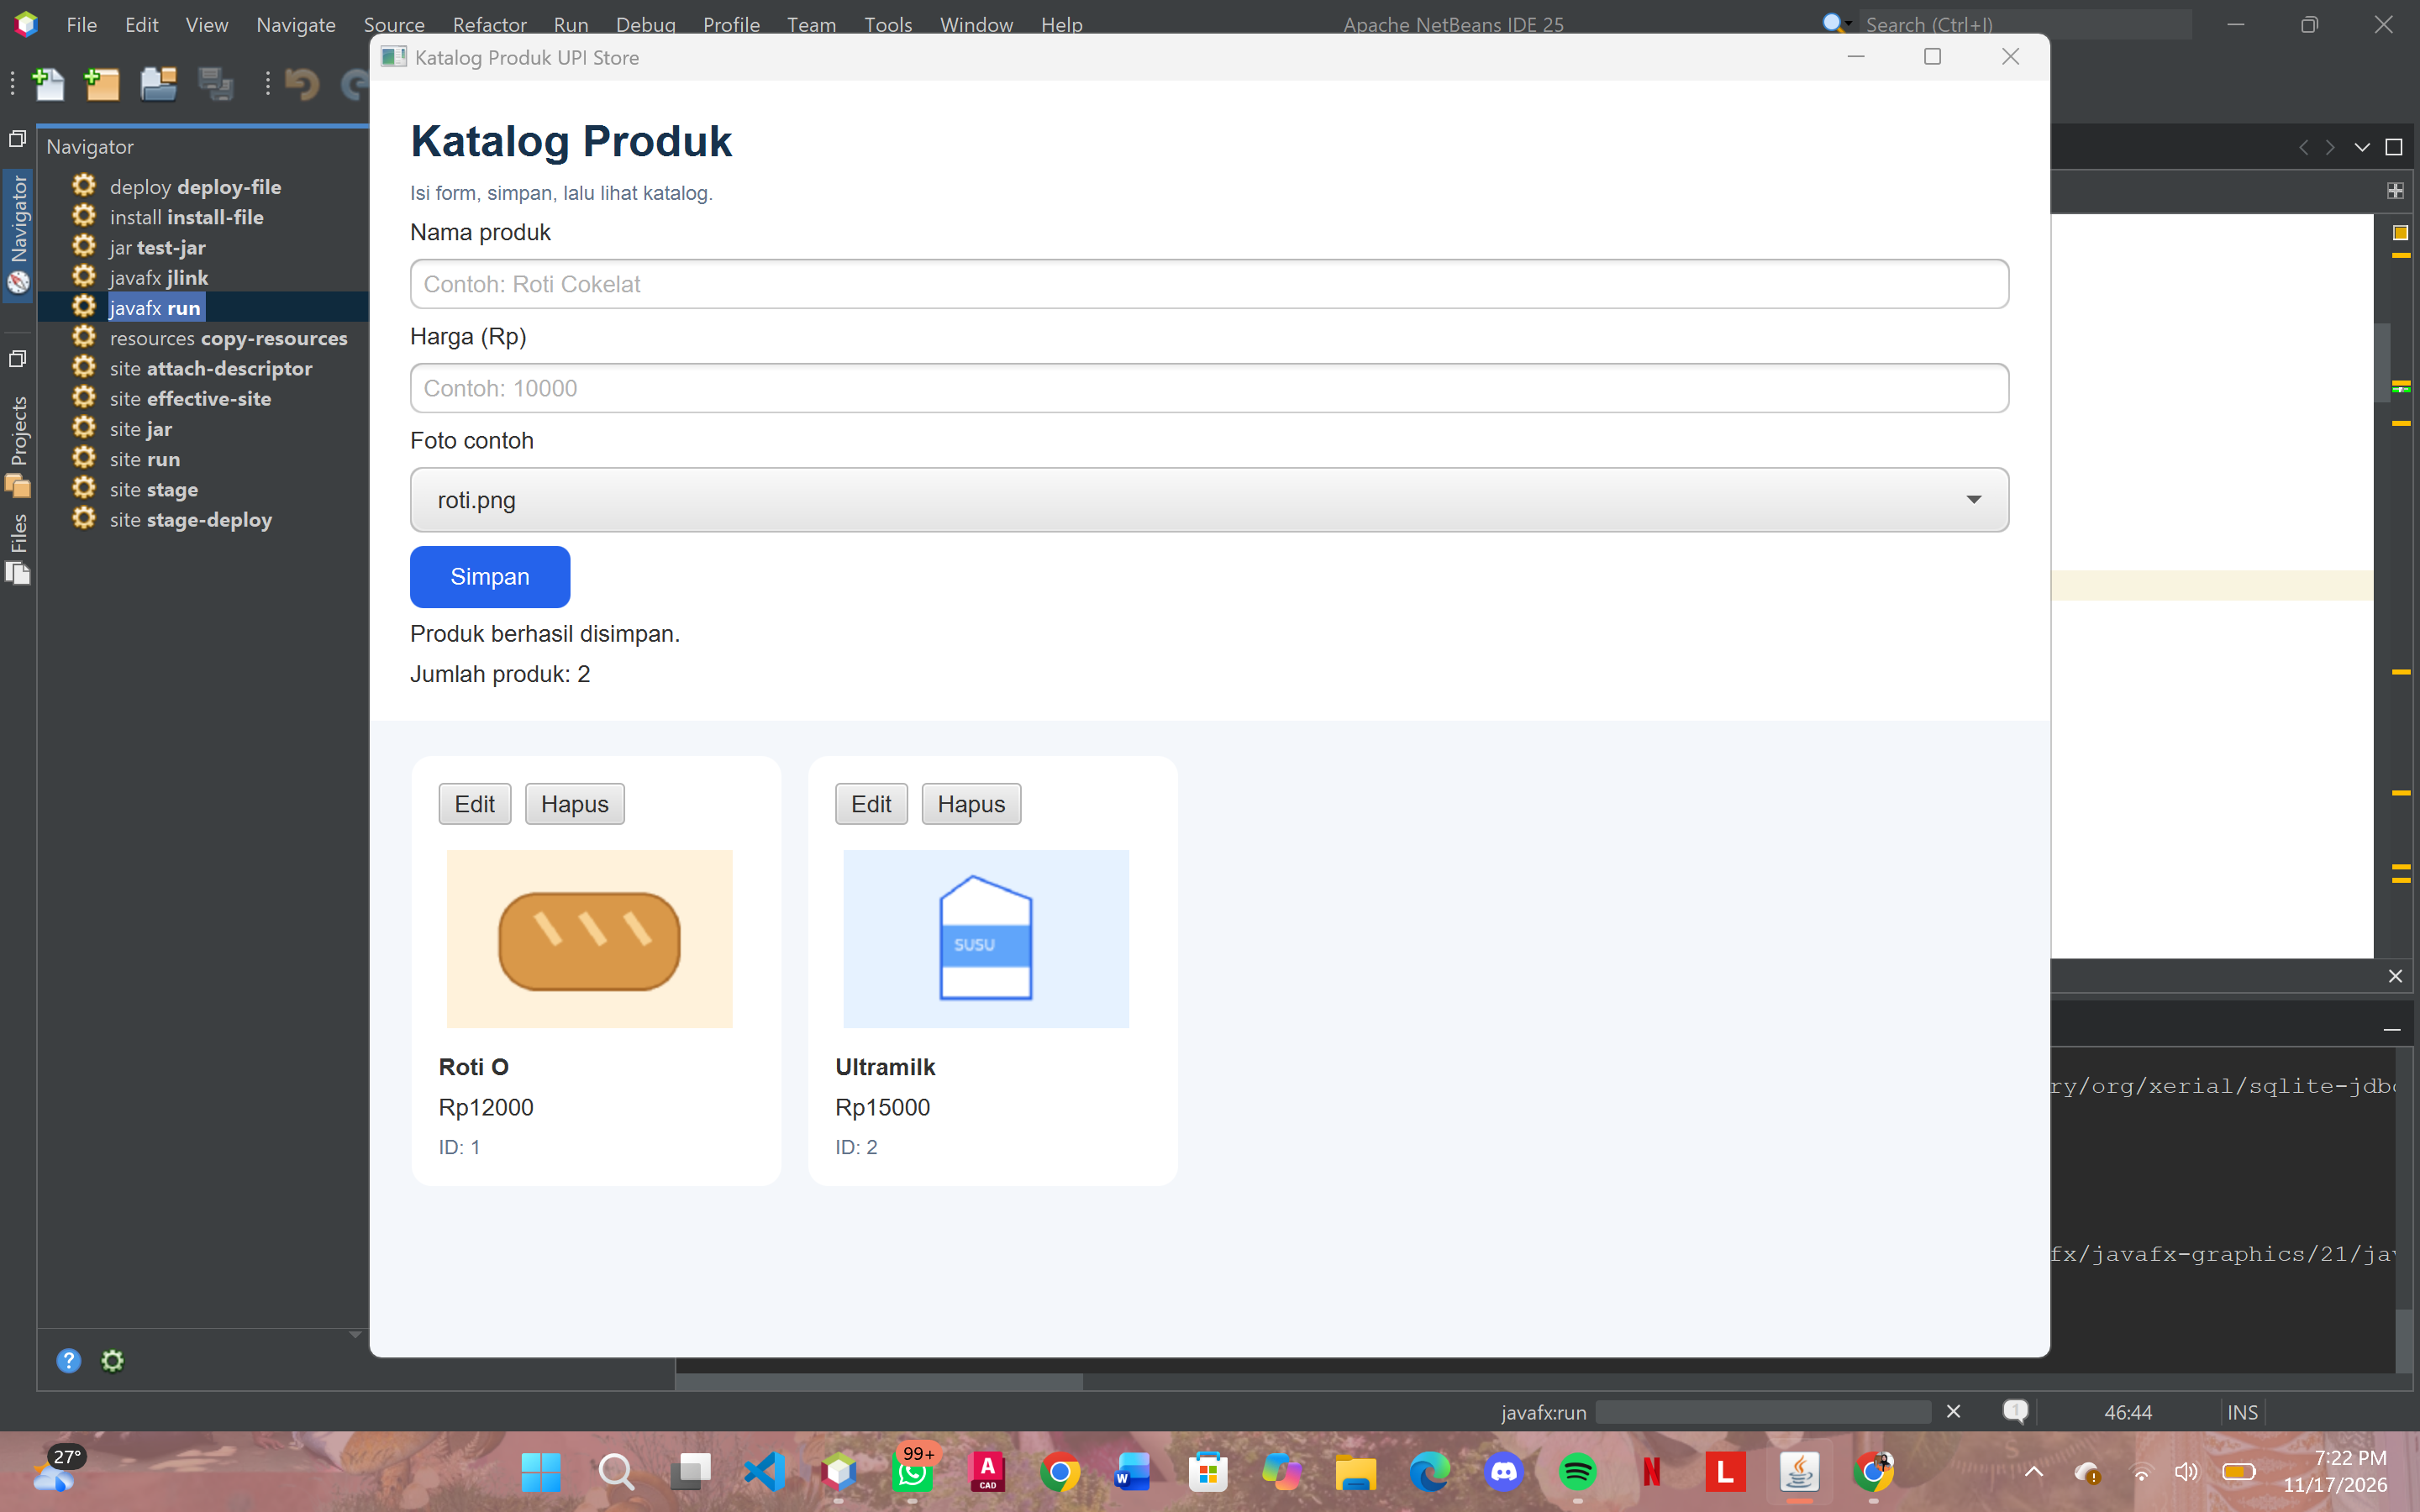 File Edit View Navigate Source Refactor Run Debug Profile Team Tools Window Help
Apache NetBeans IDE 25
Search (Ctrl+I)
Katalog Produk UPI Store
Navigator
deploy deploy-file
install install-file
jar test-jar
javafx jlink
javafx run
resources copy-resources
site attach-descriptor
site effective-site
site jar
site run
site stage
site stage-deploy
Navigator
Projects
Files
Katalog Produk
Isi form, simpan, lalu lihat katalog.
Nama produk
Contoh: Roti Cokelat
Harga (Rp)
Contoh: 10000
Foto contoh
roti.png
Simpan
Produk berhasil disimpan.
Jumlah produk: 2
Edit Hapus
Roti O
Rp12000
ID: 1
Edit Hapus
SUSU
Ultramilk
Rp15000
ID: 2
ry/org/xerial/sqlite-jdb
fx/javafx-graphics/21/ja
javafx:run
1
46:44
INS
27°
99+
A
CAD
W
N
L
7:22 PM
11/17/2026